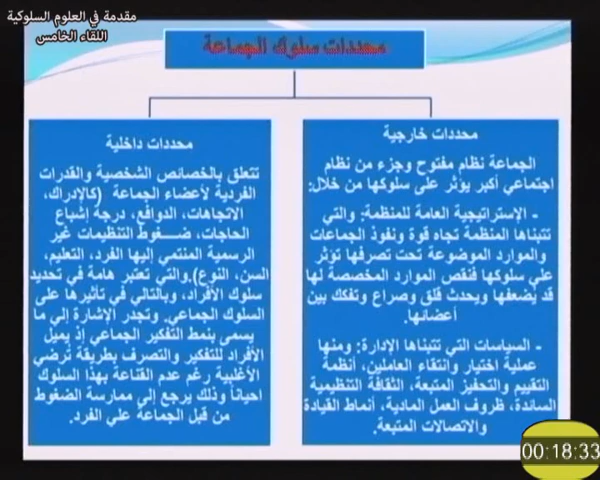 مقدمة في العلوم السلوكية
اللقاء الخامس
محددات سلوك الجماعة
محددات خارجية
الجماعة نظام مفتوح وجزء من نظام
اجتماعي أكبر يؤثر على سلوكها من خلال:
- الإستراتيجية العامة للمنظمة: والتي
تتبناها المنظمة تجاه قوة ونفوذ الجماعات
والموارد الموضوعة تحت تصرفها تؤثر
على سلوكها فنقص الموارد المخصصة لها
قد يضعفها ويحدث قلق وصراع وتفكك بين
أعضائها.
- السياسات التي تتبناها الإدارة: ومنها
عملية اختيار وانتقاء العاملين، أنظمة
التقييم والتحفيز المتبعة، الثقافة التنظيمية
السائدة، ظروف العمل المادية، أنماط القيادة
والاتصالات المتبعة.
محددات داخلية
تتعلق بالخصائص الشخصية والقدرات
الفردية لأعضاء الجماعة (كالإدراك،
الاتجاهات، الدوافع، درجة إشباع
الحاجات، ضغوط التنظيمات غير
الرسمية المنتمي إليها الفرد، التعليم،
السن، النوع).والتي تعتبر هامة في تحديد
سلوك الأفراد، وبالتالي في تأثيرها على
السلوك الجماعي. وتجدر الإشارة إلى ما
يسمى بنمط التفكير الجماعي إذ يميل
الأفراد للتفكير والتصرف بطريقة تُرضي
الأغلبية رغم عدم القناعة بهذا السلوك
احياناً وذلك يرجع إلى ممارسة الضغوط
من قبل الجماعة علي الفرد.
00:18:33